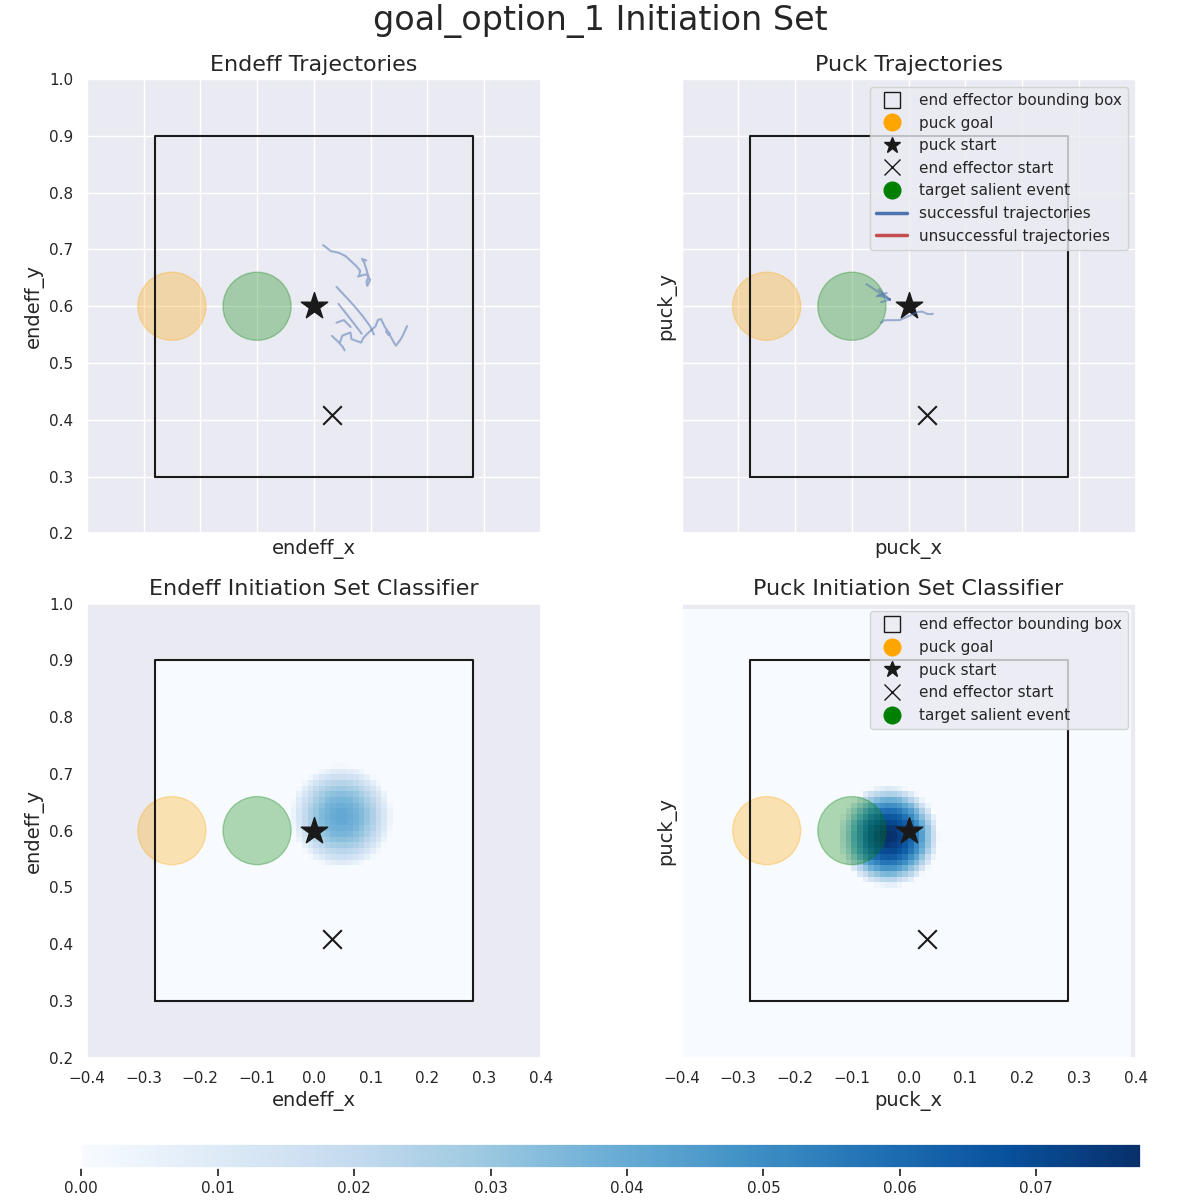 goal_option_1 Initiation Set
Endeff Trajectories
1.0
0.9
0.8
0.7
0.6
0.5
0.4
0.3
0.2
endeff_y
endeff_x
Puck Trajectories
end effector bounding box
puck goal
puck start
end effector start
target salient event
successful trajectories
unsuccessful trajectories
puck_y
puck_x
Endeff Initiation Set Classifier
1.0
0.9
0.8
0.7
0.6
0.5
0.4
0.3
0.2
endeff_y
−0.4 −0.3 −0.2 −0.1 0.0 0.1 0.2 0.3 0.4
endeff_x
Puck Initiation Set Classifier
end effector bounding box
puck goal
puck start
end effector start
target salient event
puck_y
−0.4 −0.3 −0.2 −0.1 0.0 0.1 0.2 0.3 0.4
puck_x
0.00 0.01 0.02 0.03 0.04 0.05 0.06 0.07